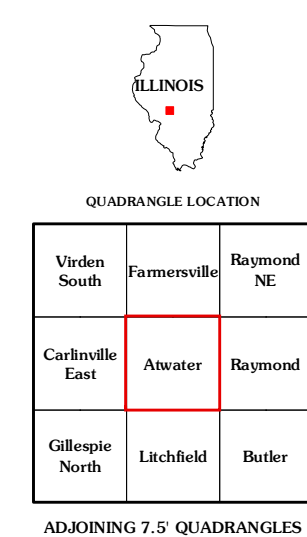 ILLINOIS
QUADRANGLE LOCATION
Virden
South
Farmersville
Raymond
NE
Carlinville
East
Atwater
Raymond
Gillespie
North
Litchfield
Butler
ADJOINING 7.5' QUADRANGLES